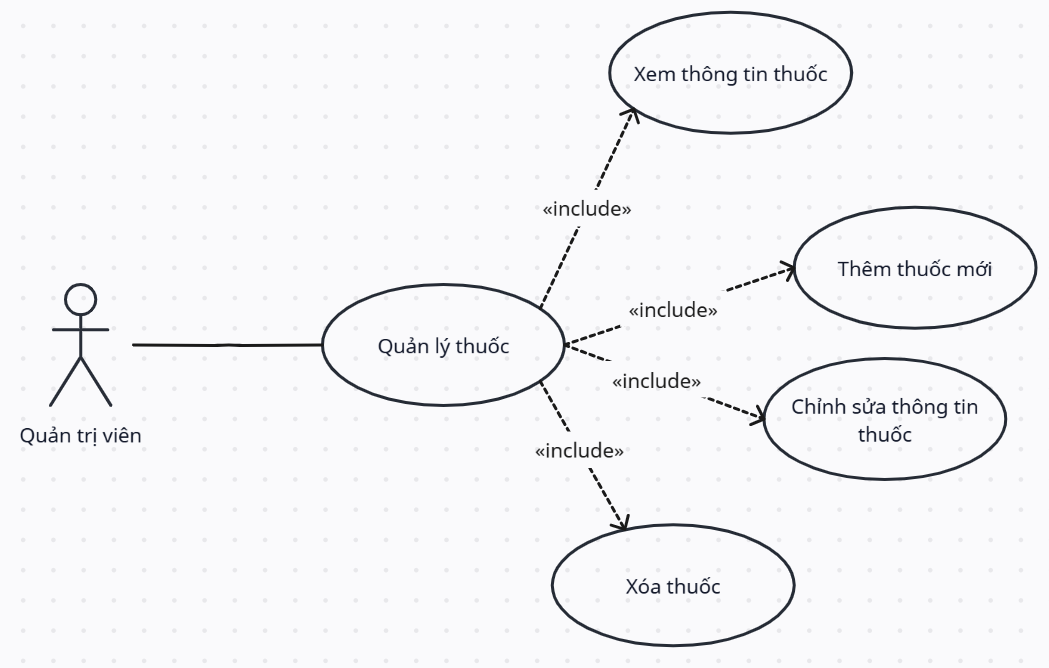 Xem thông tin thuốc
«include»
Thêm thuốc mới
«include»
Quản lý thuốc
«include»
Chỉnh sửa thông tin
thuốc
Quản trị viên
«include»
Xóa thuốc